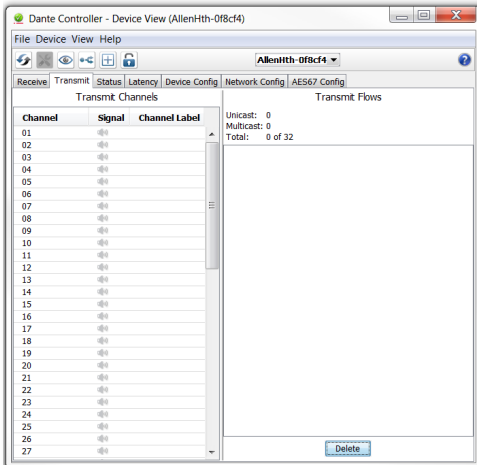 Dante Controller - Device View (AllenHth-0f8cf4)
File Device View Help
AllenHth-0f8cf4
?
Receive Transmit Status Latency Device Config Network Config AES67 Config
Transmit Channels
Channel Signal Channel Label
01
02
03
04
05
06
07
08
09
10
11
12
13
14
15
16
17
18
19
20
21
22
23
24
25
26
27
Transmit Flows
Unicast: 0
Multicast: 0
Total: 0 of 32
Delete